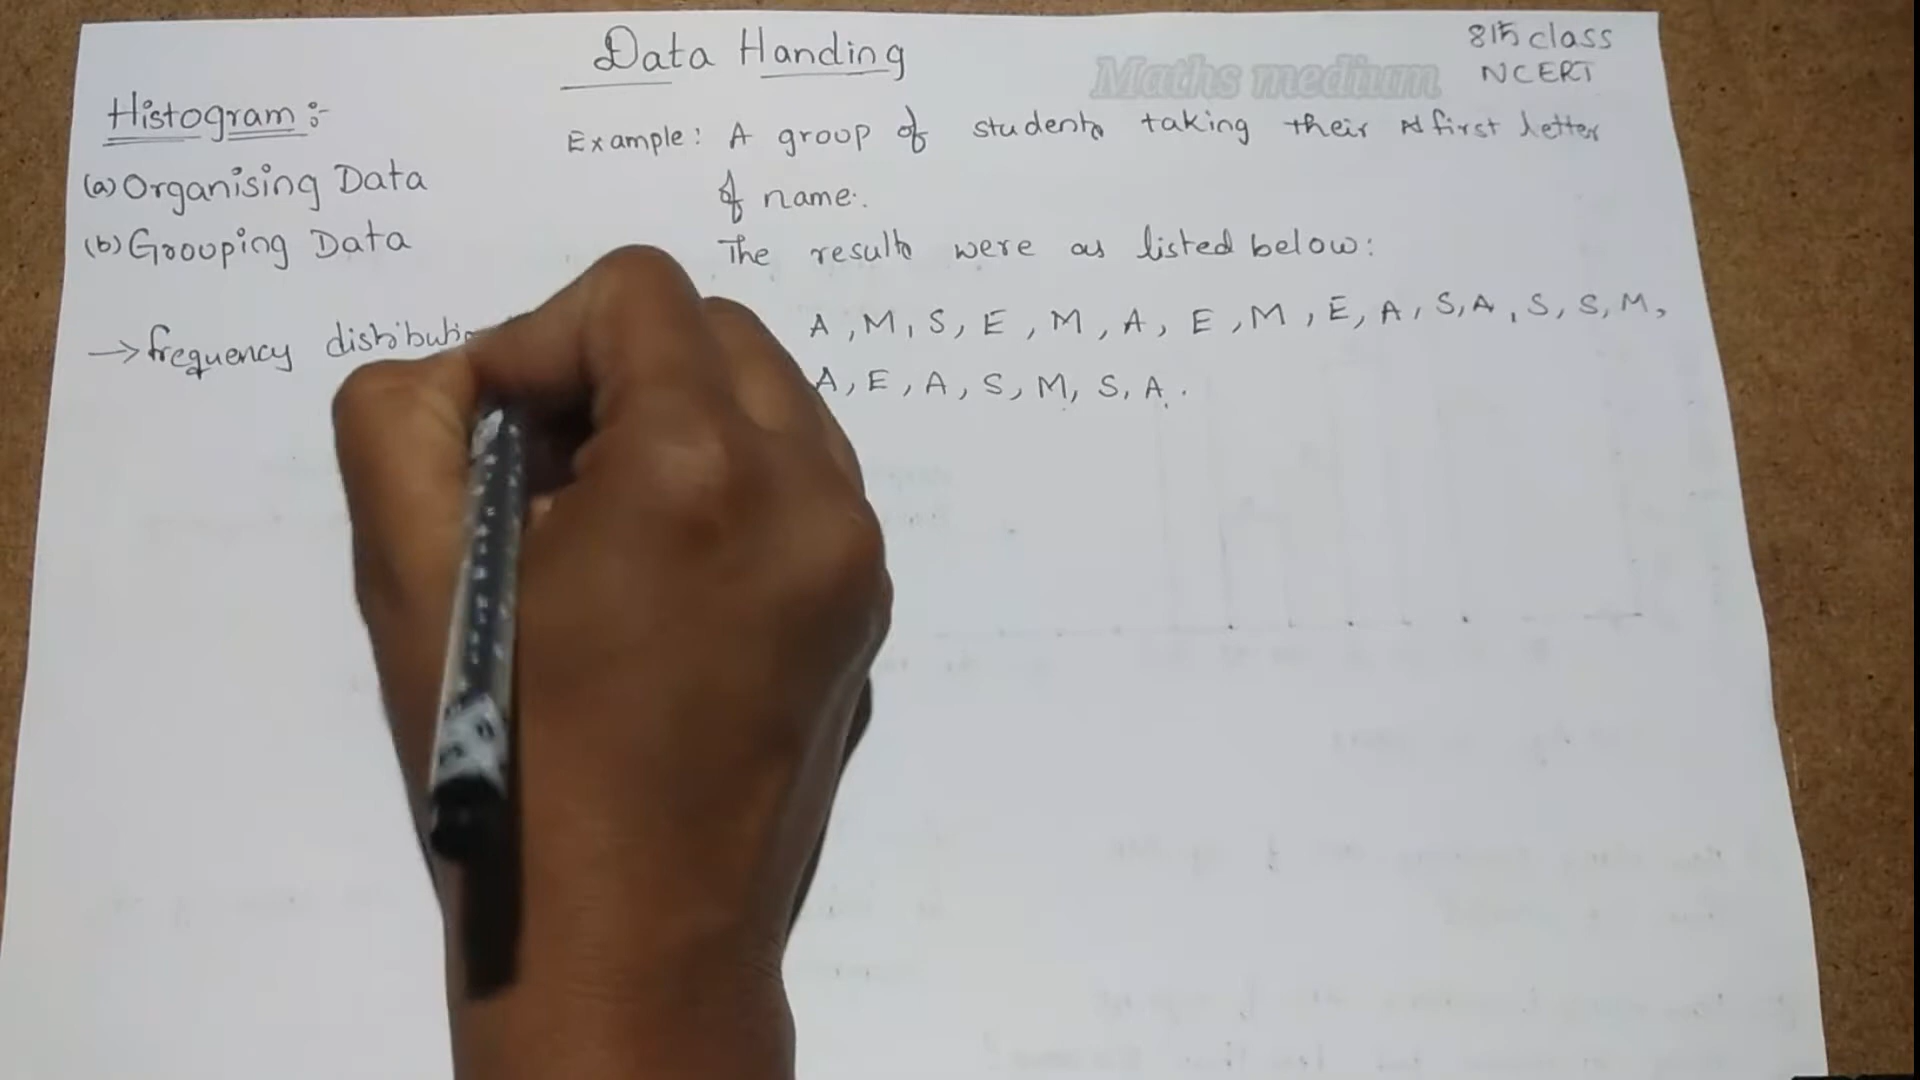 Data Handing
Maths medium
8th class
NCERT
Histogram :-
(a) Organising Data
(b) Groouping Data
→ frequency
Example: A group of students taking their first letter
of name:.
The results were as listed below:
A, M, S, E, M, A, E, M, E, A, S, A, S, S, M,
A, E, A, S, M, S, A.